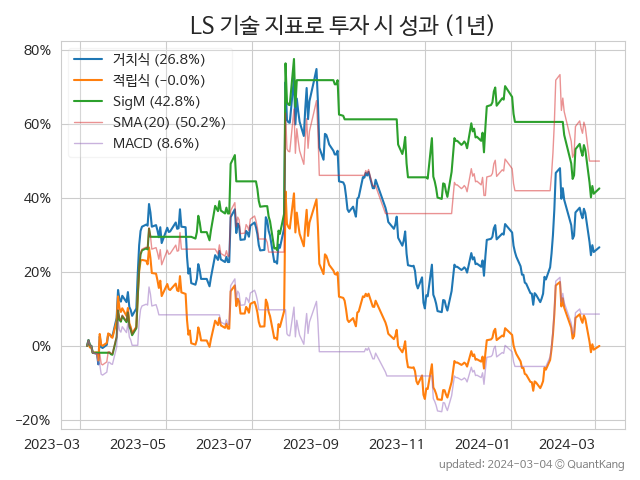 LS 기술 지표로 투자 시 성과 (1년)
거치식 (26.8%)
적립식 (−0.0%)
SigM (42.8%)
SMA(20) (50.2%)
MACD (8.6%)
80%
60%
40%
20%
0%
−20%
2023-03
2023-05
2023-07
2023-09
2023-11
2024-01
2024-03
updated: 2024-03-04 © QuantKang